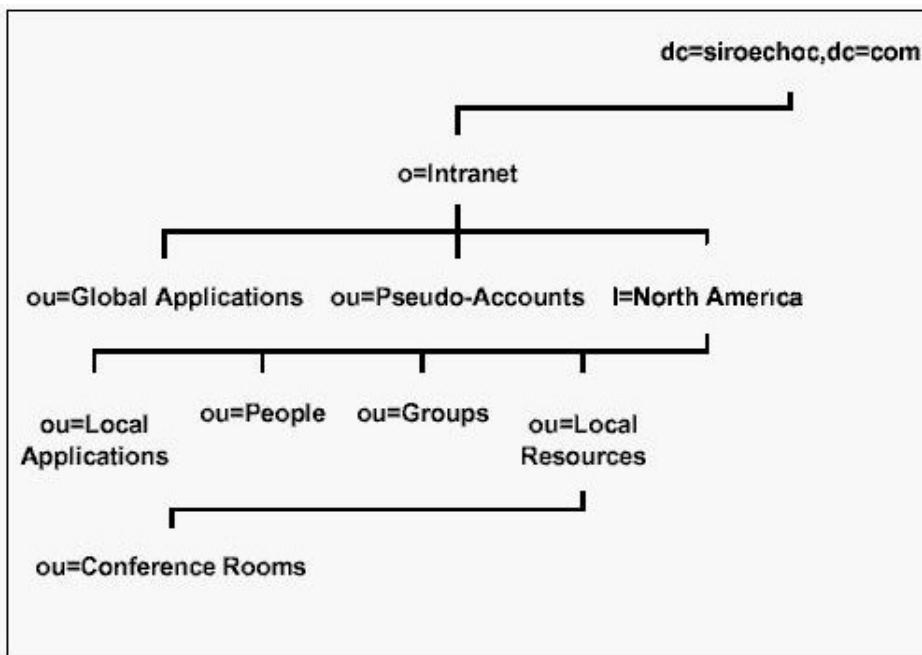 dc=siroechoc,dc=com
o=Intranet
ou=Global Applications
ou=Pseudo-Accounts
l=North America
ou=Local
Applications
ou=People
ou=Groups
ou=Local
Resources
ou=Conference Rooms